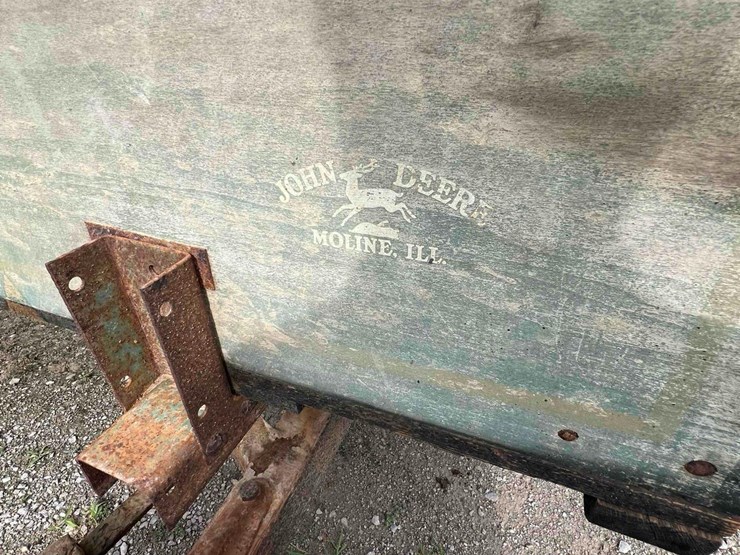 JOHN DEERE
MOLINE, ILL.